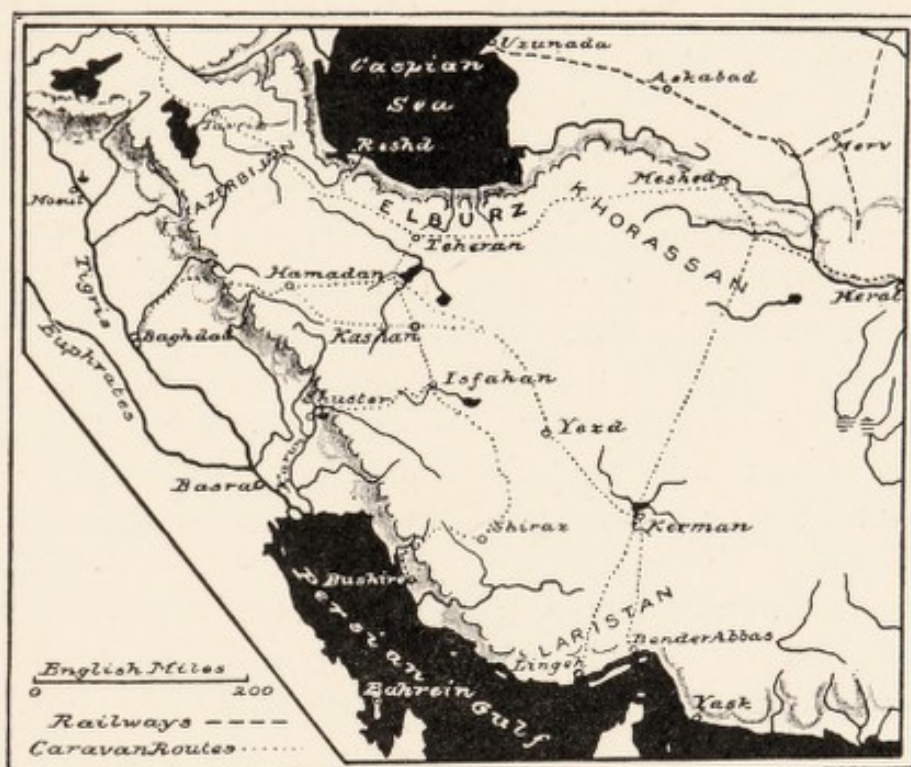 Uzunada
Caspian
Sea
Askabad
Merv
Tavriz
Reshd
AZERBIJAN
Meshed
Mosul
ELBURZ
KHORASSAN
Teheran
Hamadan
Herat
Tigris
Baghdad
Kashan
Euphrates
Isfahan
Shuster
Yezd
Karun
Basra
Shiraz
Kerman
Bushire
Persian Gulf
LARISTAN
Bender Abbas
Lingeh
English Miles
0 200
Bahrein
Yask
Railways
Caravan Routes